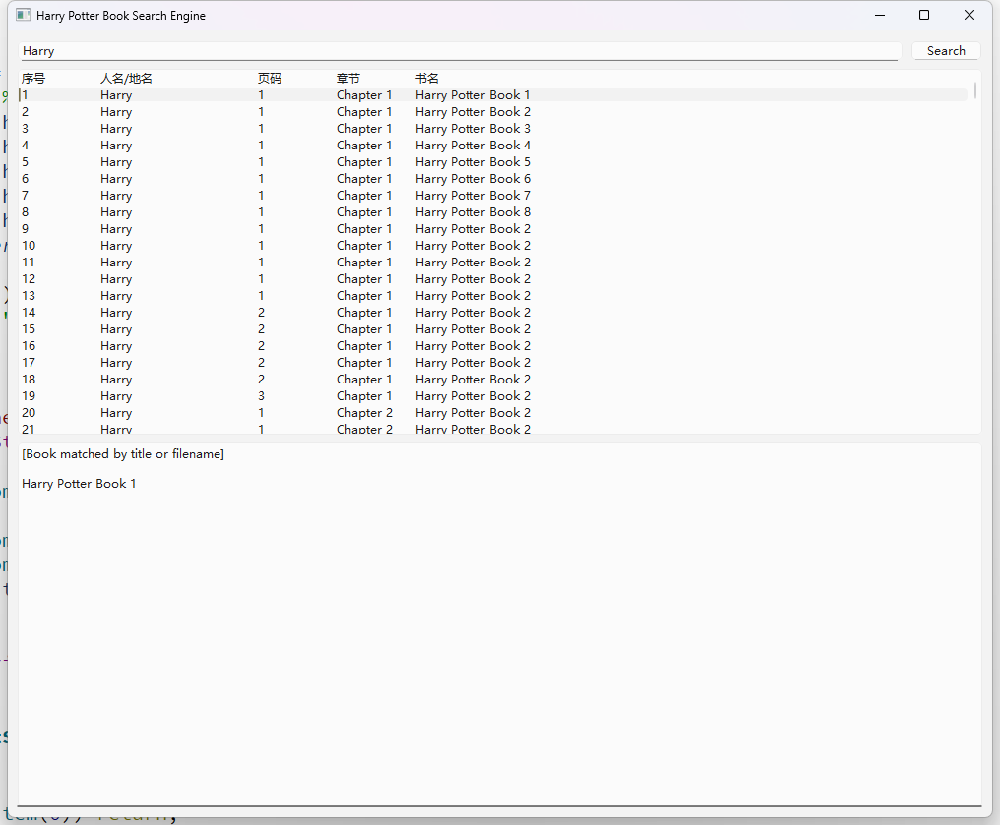 Harry Potter Book Search Engine
Harry Search
序号 人名/地名 页码 章节 书名
1 Harry 1 Chapter 1 Harry Potter Book 1
2 Harry 1 Chapter 1 Harry Potter Book 2
3 Harry 1 Chapter 1 Harry Potter Book 3
4 Harry 1 Chapter 1 Harry Potter Book 4
5 Harry 1 Chapter 1 Harry Potter Book 5
6 Harry 1 Chapter 1 Harry Potter Book 6
7 Harry 1 Chapter 1 Harry Potter Book 7
8 Harry 1 Chapter 1 Harry Potter Book 8
9 Harry 1 Chapter 1 Harry Potter Book 2
10 Harry 1 Chapter 1 Harry Potter Book 2
11 Harry 1 Chapter 1 Harry Potter Book 2
12 Harry 1 Chapter 1 Harry Potter Book 2
13 Harry 1 Chapter 1 Harry Potter Book 2
14 Harry 2 Chapter 1 Harry Potter Book 2
15 Harry 2 Chapter 1 Harry Potter Book 2
16 Harry 2 Chapter 1 Harry Potter Book 2
17 Harry 2 Chapter 1 Harry Potter Book 2
18 Harry 2 Chapter 1 Harry Potter Book 2
19 Harry 3 Chapter 1 Harry Potter Book 2
20 Harry 1 Chapter 2 Harry Potter Book 2
21 Harry 1 Chapter 2 Harry Potter Book 2
[Book matched by title or filename]
Harry Potter Book 1